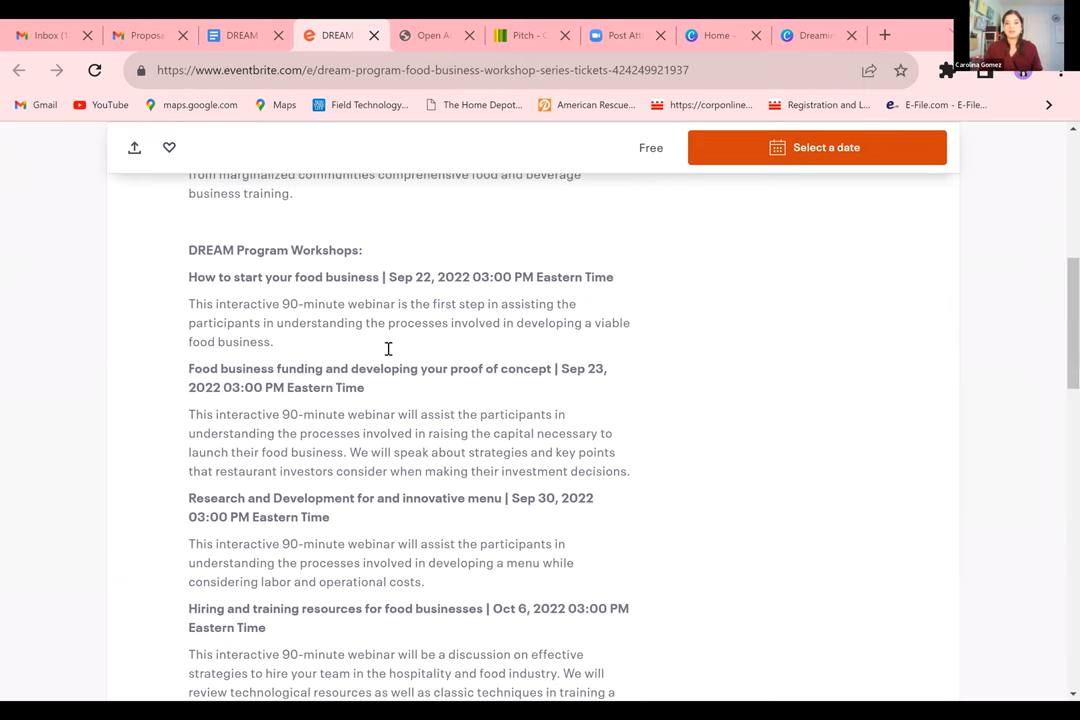 Inbox (1
Proposa
DREAM
DREAM
Open A
Pitch - C
Post Att
Home -
Dreamin
Carolina Gomez
https://www.eventbrite.com/e/dream-program-food-business-workshop-series-tickets-424249921937
Gmail
YouTube
maps.google.com
Maps
Field Technology...
The Home Depot...
American Rescue...
https://corponline...
Registration and L...
E-File.com - E-File...
Free
Select a date
from marginalized communities comprehensive food and beverage
business training.
DREAM Program Workshops:
How to start your food business | Sep 22, 2022 03:00 PM Eastern Time
This interactive 90-minute webinar is the first step in assisting the
participants in understanding the processes involved in developing a viable
food business.
Food business funding and developing your proof of concept | Sep 23,
2022 03:00 PM Eastern Time
This interactive 90-minute webinar will assist the participants in
understanding the processes involved in raising the capital necessary to
launch their food business. We will speak about strategies and key points
that restaurant investors consider when making their investment decisions.
Research and Development for and innovative menu | Sep 30, 2022
03:00 PM Eastern Time
This interactive 90-minute webinar will assist the participants in
understanding the processes involved in developing a menu while
considering labor and operational costs.
Hiring and training resources for food businesses | Oct 6, 2022 03:00 PM
Eastern Time
This interactive 90-minute webinar will be a discussion on effective
strategies to hire your team in the hospitality and food industry. We will
review technological resources as well as classic techniques in training a